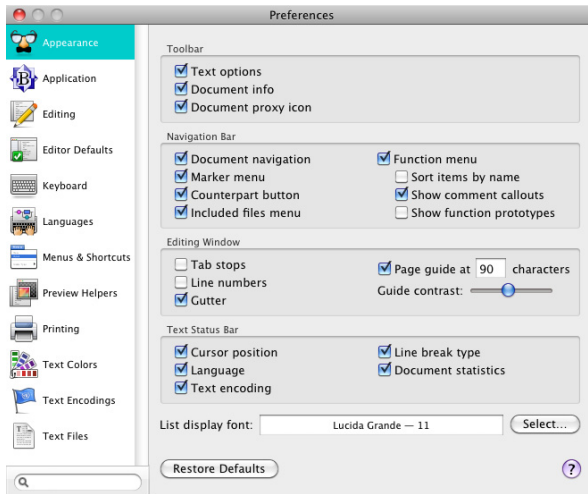 Preferences
Appearance
Application
Editing
Editor Defaults
Keyboard
Languages
Menus & Shortcuts
Preview Helpers
Printing
Text Colors
Text Encodings
Text Files
Toolbar
Text options
Document info
Document proxy icon
Navigation Bar
Document navigation
Marker menu
Counterpart button
Included files menu
Function menu
Sort items by name
Show comment callouts
Show function prototypes
Editing Window
Tab stops
Line numbers
Gutter
Page guide at 90 characters
Guide contrast:
Text Status Bar
Cursor position
Language
Text encoding
Line break type
Document statistics
List display font: Lucida Grande — 11 Select...
Restore Defaults ?